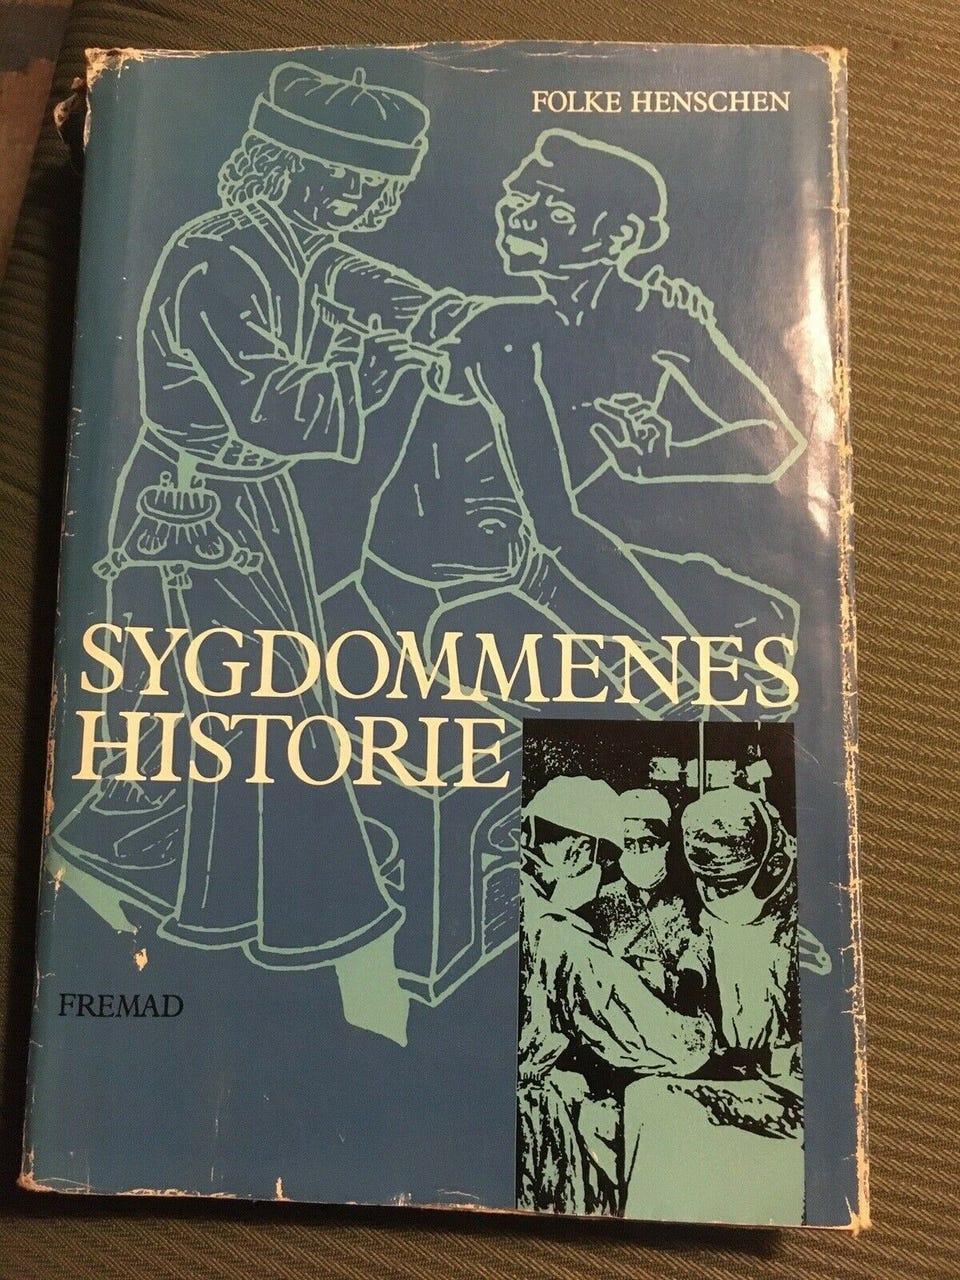 FOLKE HENSCHEN
SYGDOMMENES
HISTORIE
FREMAD